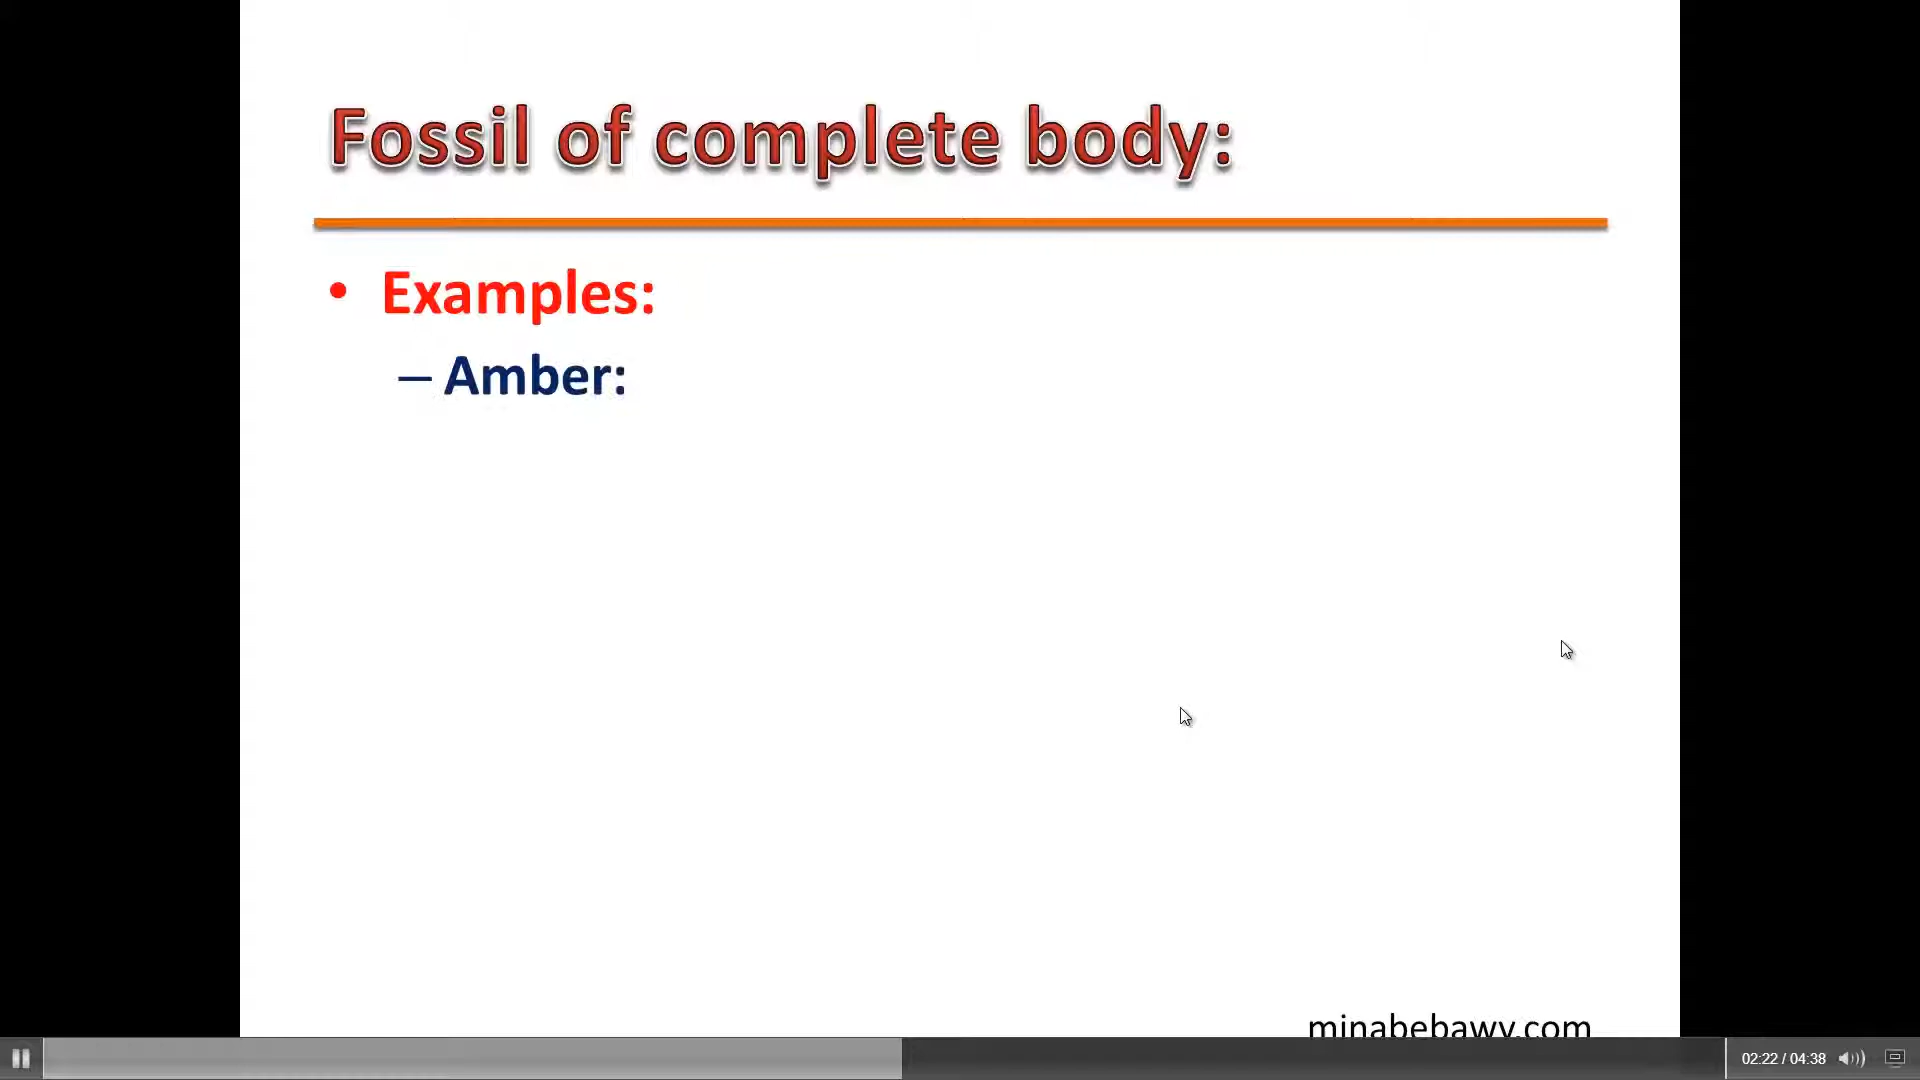 Fossil of complete body:
• Examples:
– Amber:
minabebawy.com
02:22 / 04:38